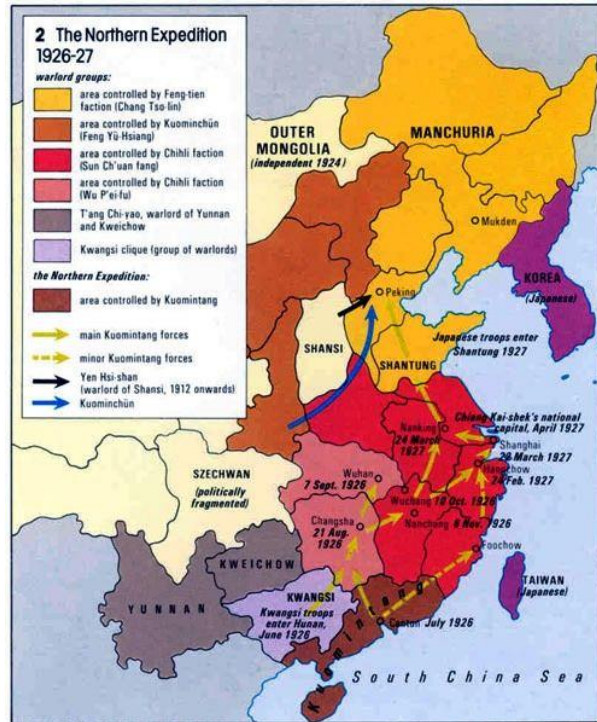 2 The Northern Expedition
1926-27
warlord groups:
area controlled by Feng-tien
faction (Chang Tso-lin)
area controlled by Kuominchün
(Feng Yü-Hsiang)
area controlled by Chihli faction
(Sun Ch'uan fang)
area controlled by Chihli faction
(Wu P'ei-fu)
T'ang Chi-yao, warlord of Yunnan
and Kweichow
Kwangsi clique (group of warlords)
the Northern Expedition:
area controlled by Kuomintang
main Kuomintang forces
minor Kuomintang forces
Yen Hsi-shan
(warlord of Shansi, 1912 onwards)
Kuominchün
OUTER
MONGOLIA
(independent 1924)
MANCHURIA
Mukden
Peking
KOREA
(Japanese)
SHANSI
SHANTUNG
Japanese troops enter
Shantung 1927
Nanking
24 March
1927
Chiang Kai-shek's national
capital, April 1927
Shanghai
22 March 1927
Hangchow
24 Feb. 1927
SZECHWAN
(politically
fragmented)
Wuhan
7 Sept. 1926
Wuchang 10 Oct. 1926
Nanchang 8 Nov. 1926
Changsha
21 Aug.
1926
Foochow
KWEICHOW
YUNNAN
KWANGSI
Kwangsi troops
enter Hunan,
June 1926
Kuomintang
Canton July 1926
TAIWAN
(Japanese)
South China Sea